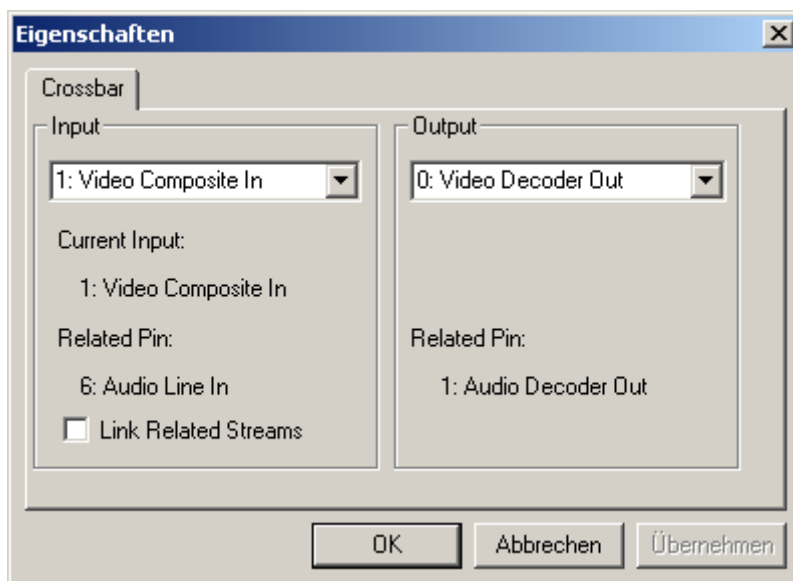 Eigenschaften
Crossbar
Input
1: Video Composite In
Current Input:
1: Video Composite In
Related Pin:
6: Audio Line In
Link Related Streams
Output
0: Video Decoder Out
Related Pin:
1: Audio Decoder Out
OK
Abbrechen
Übernehmen